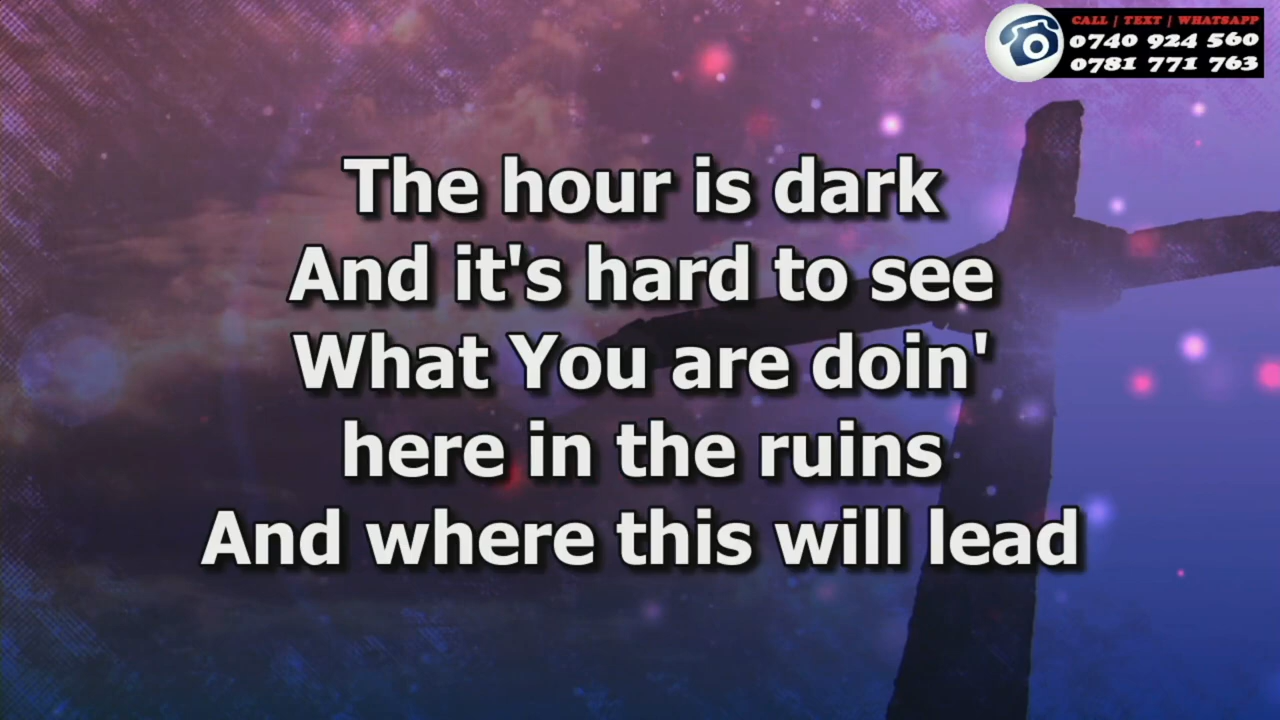 CALL | TEXT | WHATSAPP
0740 924 560
0781 771 763
The hour is dark
And it's hard to see
What You are doin'
here in the ruins
And where this will lead